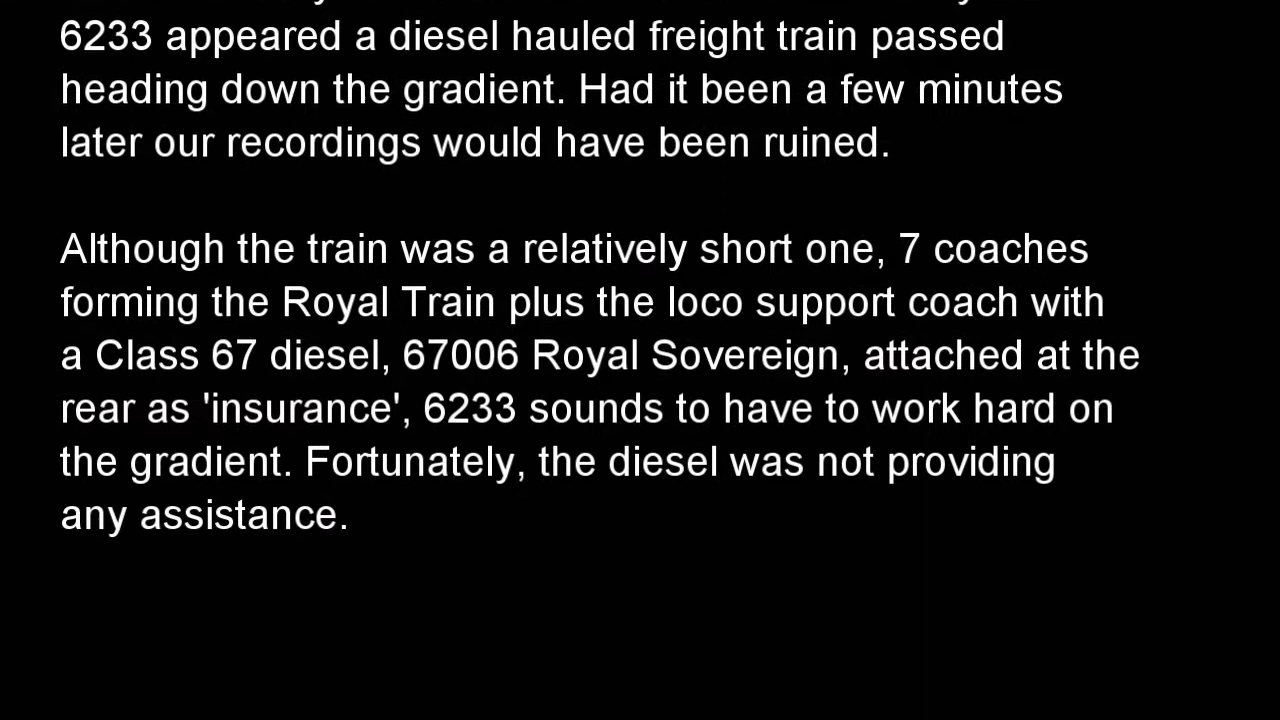 6233 appeared a diesel hauled freight train passed
heading down the gradient. Had it been a few minutes
later our recordings would have been ruined.
Although the train was a relatively short one, 7 coaches
forming the Royal Train plus the loco support coach with
a Class 67 diesel, 67006 Royal Sovereign, attached at the
rear as 'insurance', 6233 sounds to have to work hard on
the gradient. Fortunately, the diesel was not providing
any assistance.